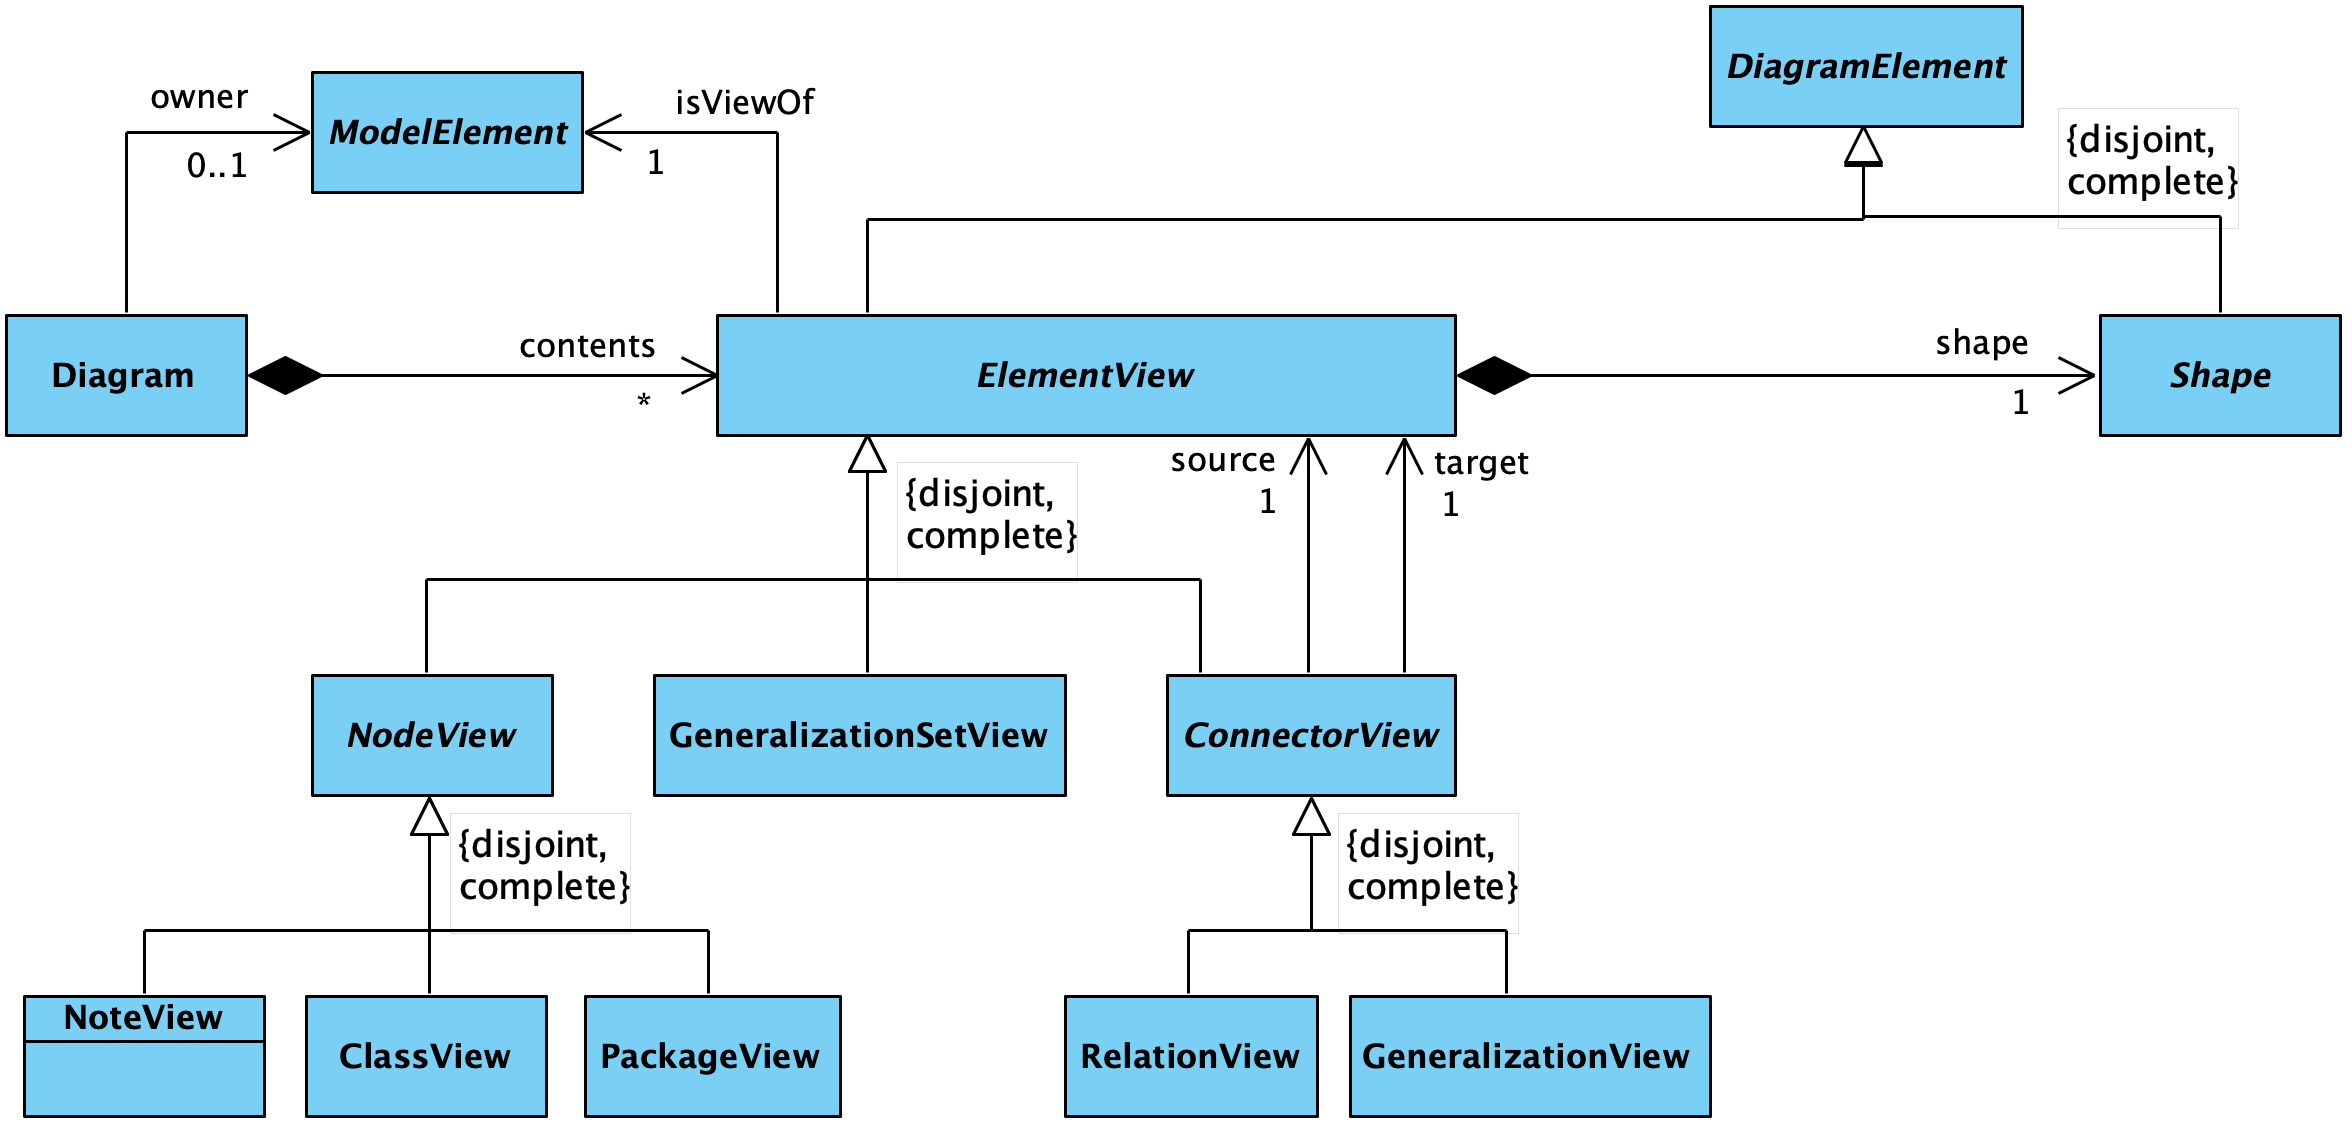 DiagramElement
owner
isViewOf
ModelElement
{disjoint,
complete}
0..1
1
Diagram
contents
*
ElementView
shape
1
Shape
source
1
target
1
{disjoint,
complete}
NodeView
GeneralizationSetView
ConnectorView
{disjoint,
complete}
{disjoint,
complete}
NoteView
ClassView
PackageView
RelationView
GeneralizationView